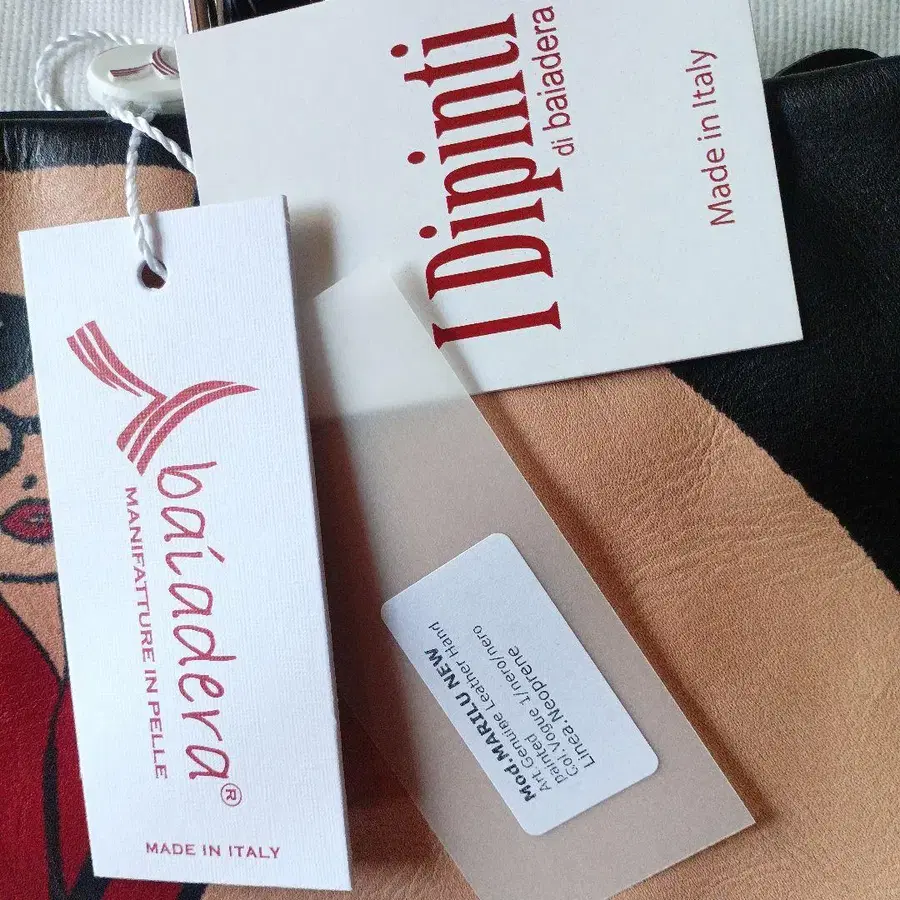 I Dipinti
di baiadera
Made in Italy
baiadera®
MANIFATTURE IN PELLE
MADE IN ITALY
Mod.MARILU NEW
Art.Genuine Leather Hand
painted
Col.Vogue 1/nero/nero
Linea.Neoprene